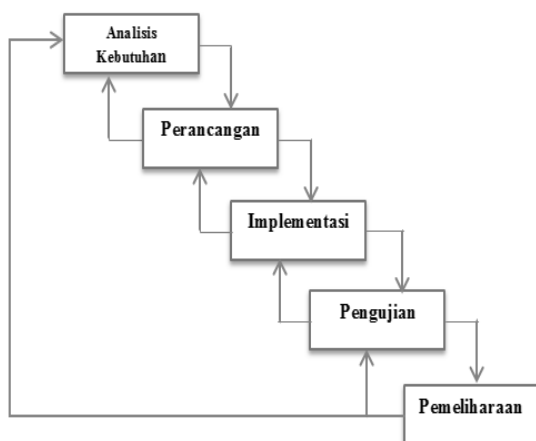 Analisis
Kebutuhan
Perancangan
Implementasi
Pengujian
Pemeliharaan